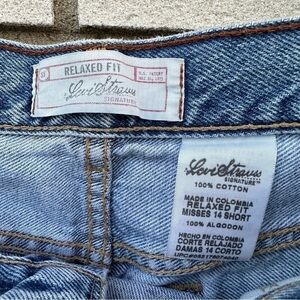 RELAXED FIT
Levi Strauss
SIGNATURE
U.S. PATENT
Levi Strauss
SIGNATURE
100% COTTON
MADE IN COLOMBIA
RELAXED FIT
MISSES 14 SHORT
100% ALGODON
HECHO EN COLOMBIA
CORTE RELAJADO
DAMAS 14 CORTO